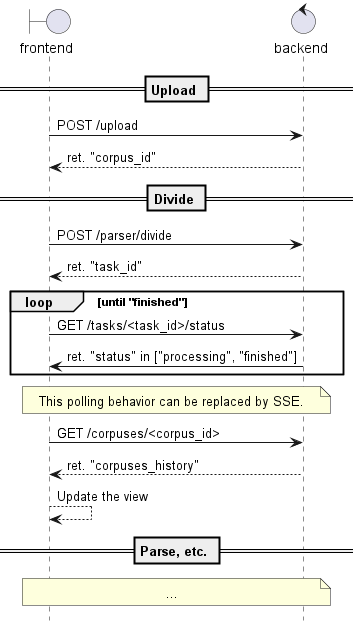 frontend
backend
Upload
POST /upload
ret. "corpus_id"
Divide
POST /parser/divide
ret. "task_id"
loop [until "finished"]
GET /tasks/<task_id>/status
ret. "status" in ["processing", "finished"]
This polling behavior can be replaced by SSE.
GET /corpuses/<corpus_id>
ret. "corpuses_history"
Update the view
Parse, etc.
...